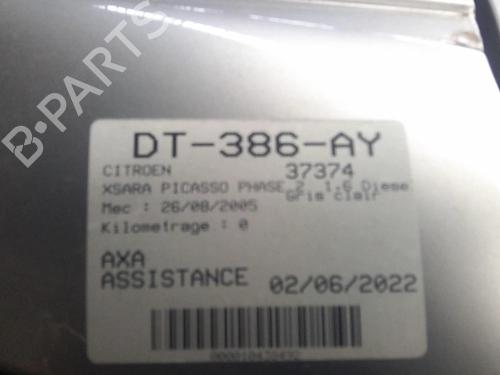 B-PARTS
DT-386-AY
CITROEN 37374
XSARA PICASSO PHASE 2 1.6 Diese
Gris clair
Mec : 26/08/2005
Kilometrage : 0
AXA
ASSISTANCE 02/06/2022